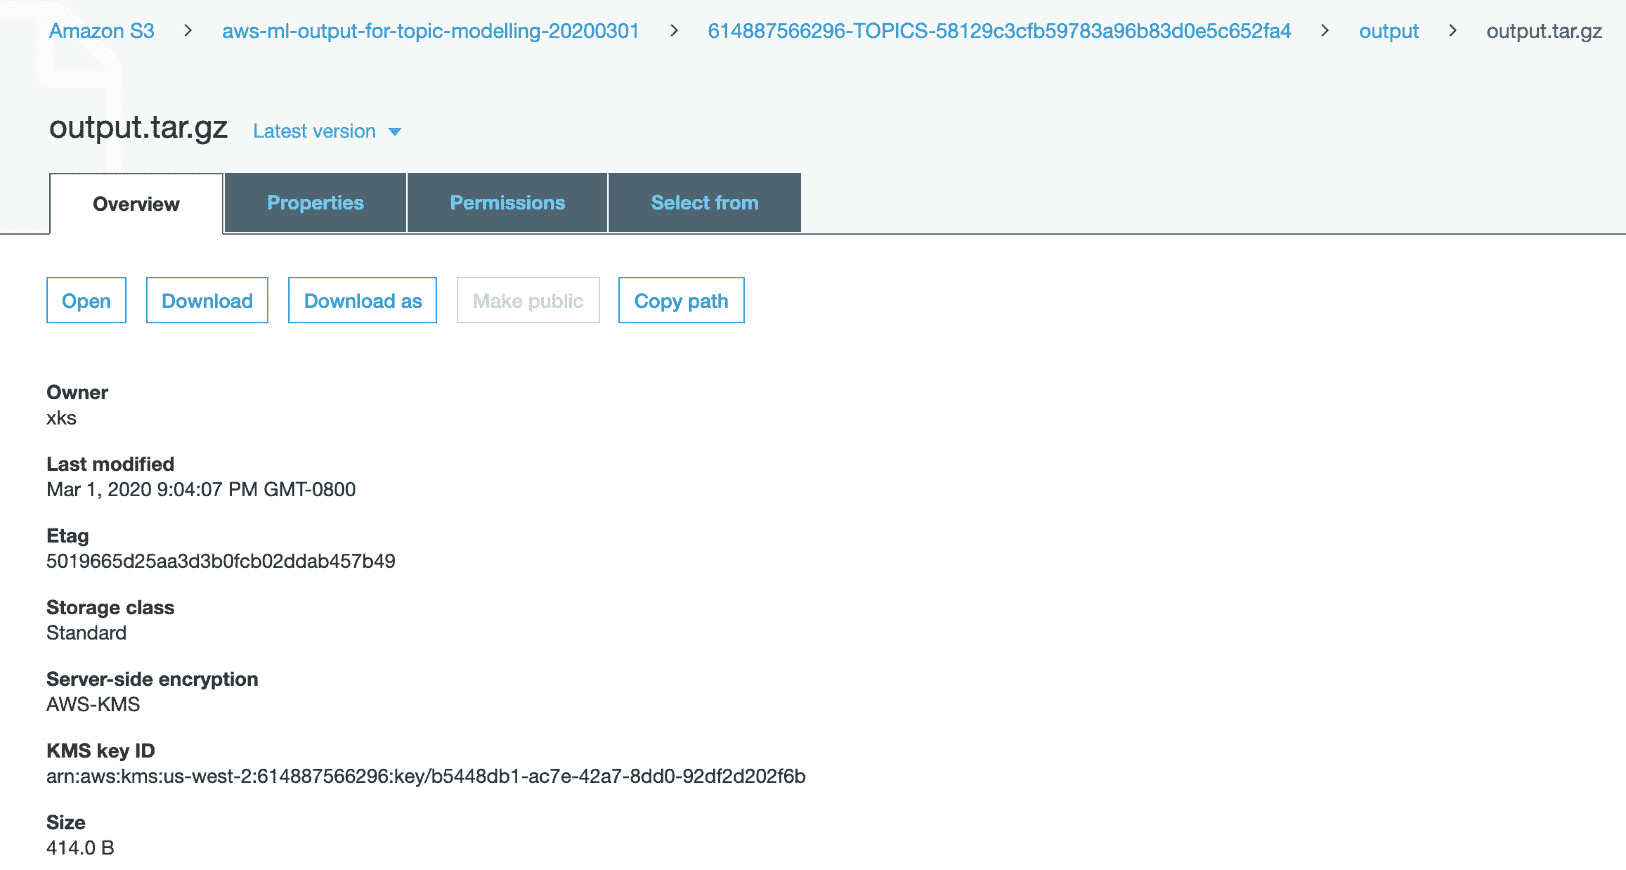 Amazon S3 > aws-ml-output-for-topic-modelling-20200301 > 614887566296-TOPICS-58129c3cfb59783a96b83d0e5c652fa4 > output > output.tar.gz
output.tar.gz Latest version
Overview Properties Permissions Select from
Open Download Download as Make public Copy path
Owner
xks
Last modified
Mar 1, 2020 9:04:07 PM GMT-0800
Etag
5019665d25aa3d3b0fcb02ddab457b49
Storage class
Standard
Server-side encryption
AWS-KMS
KMS key ID
arn:aws:kms:us-west-2:614887566296:key/b5448db1-ac7e-42a7-8dd0-92df2d202f6b
Size
414.0 B